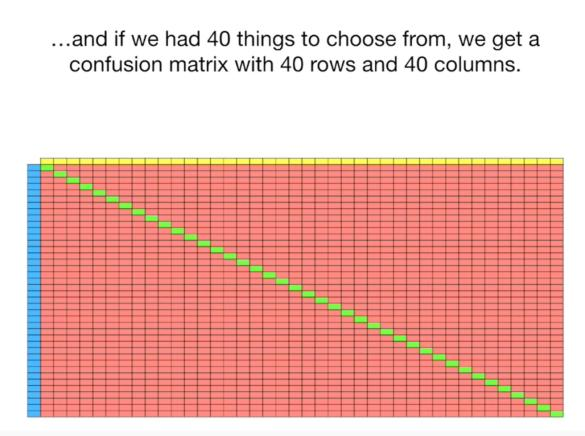 ...and if we had 40 things to choose from, we get a
confusion matrix with 40 rows and 40 columns.